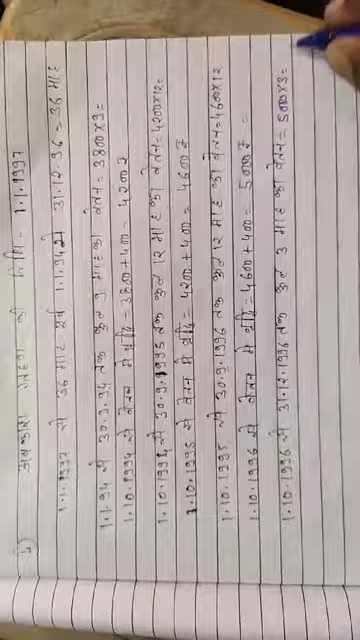 5) अवकाश ग्रहण की तिथि - 1.1.1997
1.1.1997 से 36 माह पूर्व 1.1.94 से 31.12.96 = 36 माह
1.1.94 से 30.9.94 तक कुल 9 माह का वेतन = 3800×9=
1.10.1994 से वेतन में वृद्धि = 3800+400 = 4200 रु
1.10.1994 से 30.9.1995 तक कुल 12 माह का वेतन = 4200×12=
1.10.1995 से वेतन में वृद्धि = 4200+400 = 4600 रु
1.10.1995 से 30.9.1996 तक कुल 12 माह का वेतन = 4600×12
1.10.1996 से वेतन में वृद्धि = 4600+400 = 5000 रु =
1.10.1996 से 31.12.1996 तक कुल 3 माह का वेतन = 5000×3=